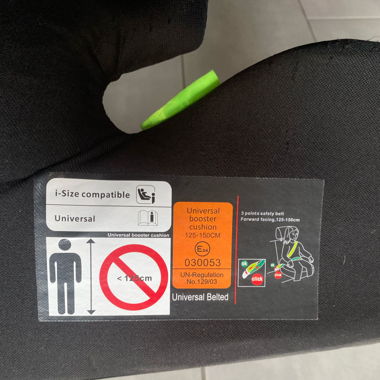 i-Size compatible
Universal
Universal booster cushion
< 125cm
Universal
booster
cushion
125-150CM
E24
030053
UN-Regulation
No.129/03
Universal Belted
3 points safety belt
Forward facing.125-150cm
click